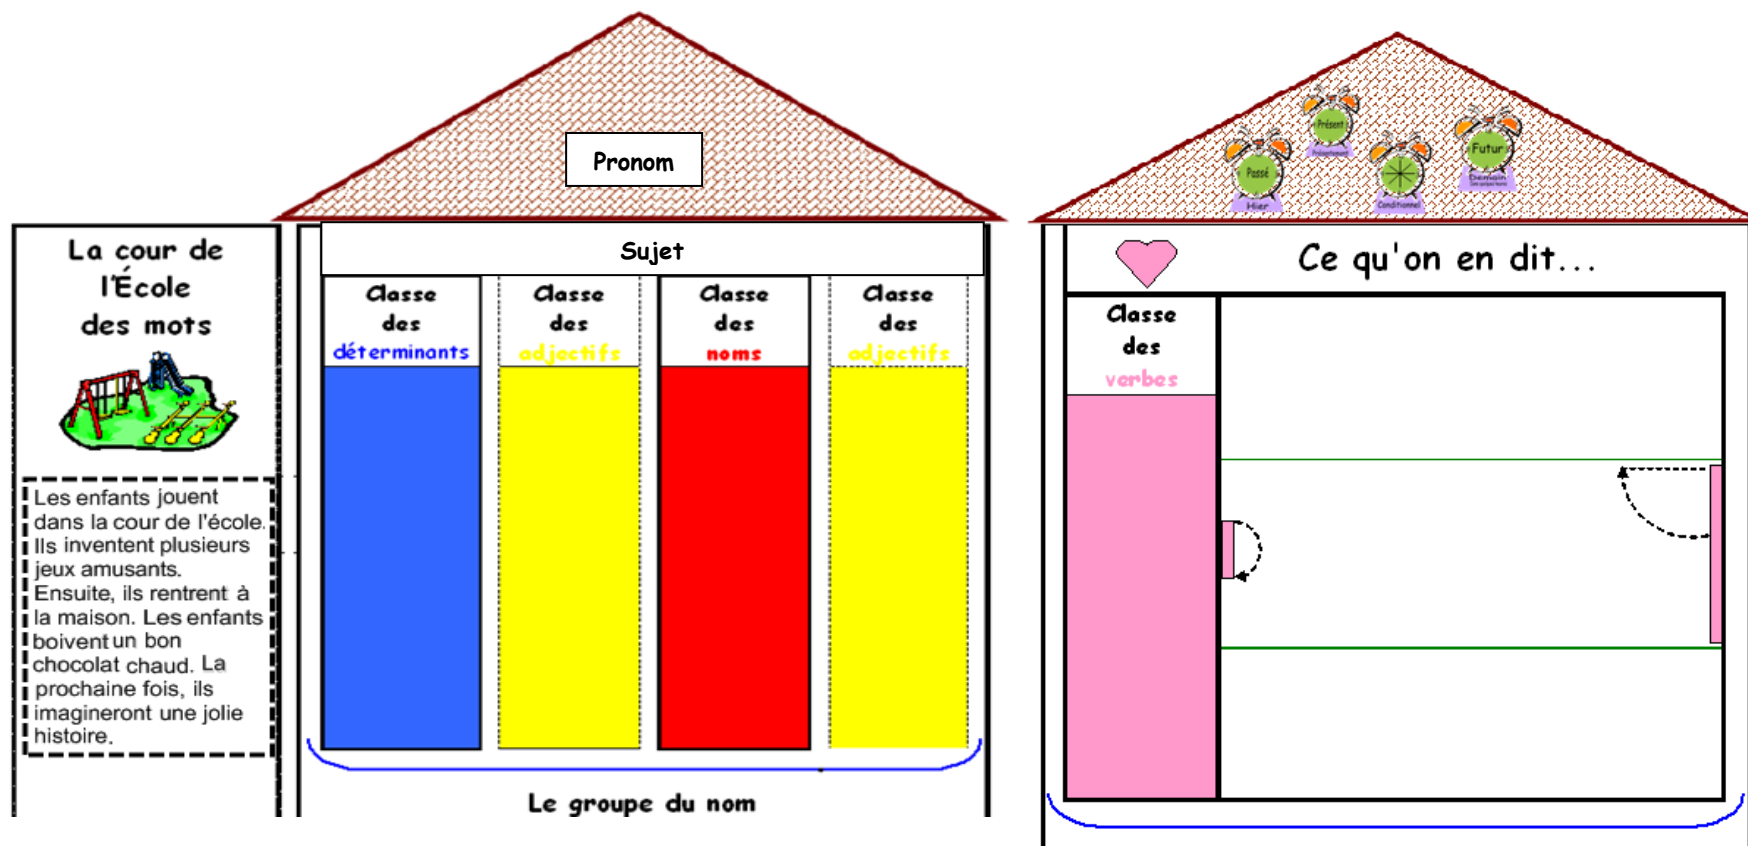 La cour de
l'École
des mots
Les enfants jouent
dans la cour de l'école.
Ils inventent plusieurs
jeux amusants.
Ensuite, ils rentrent à
la maison. Les enfants
boivent un bon
chocolat chaud. La
prochaine fois, ils
imagineront une jolie
histoire.
Pronom
Sujet
Classe
des
déterminants
Classe
des
adjectifs
Classe
des
noms
Classe
des
adjectifs
Le groupe du nom
Passé
Hier
Présent
Conditionnel
Futur
Demain
Ce qu'on en dit...
Classe
des
verbes